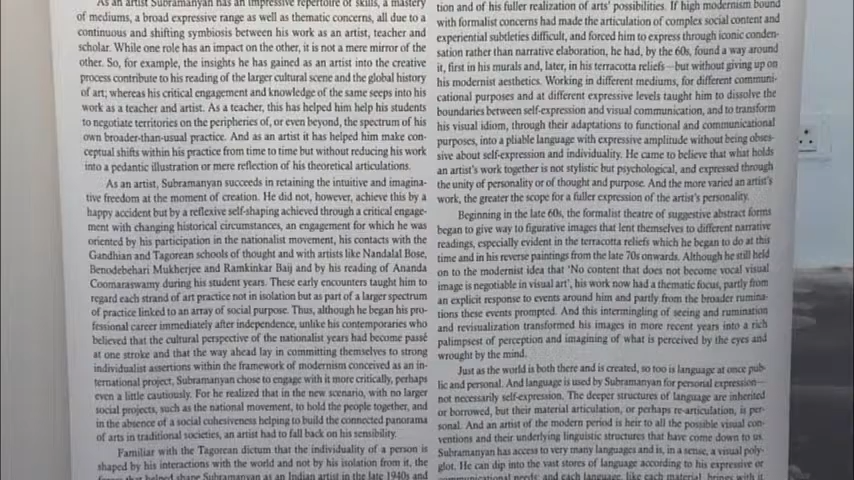 As an artist Subramanyan has an impressive repertoire of skills, a mastery
of mediums, a broad expressive range as well as thematic concerns, all due to a
continuous and shifting symbiosis between his work as an artist, teacher and
scholar. While one role has an impact on the other, it is not a mere mirror of the
other. So, for example, the insights he has gained as an artist into the creative
process contribute to his reading of the larger cultural scene and the global history
of art; whereas his critical engagement and knowledge of the same seeps into his
work as a teacher and artist. As a teacher, this has helped him help his students
to negotiate territories on the peripheries of, or even beyond, the spectrum of his
own broader-than-usual practice. And as an artist it has helped him make con-
ceptual shifts within his practice from time to time but without reducing his work
into a pedantic illustration or mere reflection of his theoretical articulations.
As an artist, Subramanyan succeeds in retaining the intuitive and imagina-
tive freedom at the moment of creation. He did not, however, achieve this by a
happy accident but by a reflexive self-shaping achieved through a critical engage-
ment with changing historical circumstances, an engagement for which he was
oriented by his participation in the nationalist movement, his contacts with the
Gandhian and Tagorean schools of thought and with artists like Nandalal Bose,
Benodebehari Mukherjee and Ramkinkar Baij and by his reading of Ananda
Coomaraswamy during his student years. These early encounters taught him to
regard each strand of art practice not in isolation but as part of a larger spectrum
of practice linked to an array of social purpose. Thus, although he began his pro-
fessional career immediately after independence, unlike his contemporaries who
believed that the cultural perspective of the nationalist years had become passé
at one stroke and that the way ahead lay in committing themselves to strong
individualist assertions within the framework of modernism conceived as an in-
ternational project, Subramanyan chose to engage with it more critically, perhaps
even a little cautiously. For he realized that in the new scenario, with no larger
social projects, such as the national movement, to hold the people together, and
in the absence of a social cohesiveness helping to build the connected panorama
of arts in traditional societies, an artist had to fall back on his sensibility.
Familiar with the Tagorean dictum that the individuality of a person is
shaped by his interactions with the world and not by his isolation from it, the
forces that helped shape Subramanyan as an Indian artist in the late 1940s and
tion and of his fuller realization of arts' possibilities. If high modernism bound
with formalist concerns had made the articulation of complex social content and
experiential subtleties difficult, and forced him to express through iconic conden-
sation rather than narrative elaboration, he had, by the 60s, found a way around
it, first in his murals and, later, in his terracotta reliefs—but without giving up on
his modernist aesthetics. Working in different mediums, for different communi-
cational purposes and at different expressive levels taught him to dissolve the
boundaries between self-expression and visual communication, and to transform
his visual idiom, through their adaptations to functional and communicational
purposes, into a pliable language with expressive amplitude without being obses-
sive about self-expression and individuality. He came to believe that what holds
an artist's work together is not stylistic but psychological, and expressed through
the unity of personality or of thought and purpose. And the more varied an artist's
work, the greater the scope for a fuller expression of the artist's personality.
Beginning in the late 60s, the formalist theatre of suggestive abstract forms
began to give way to figurative images that lent themselves to different narrative
readings, especially evident in the terracotta reliefs which he began to do at this
time and in his reverse paintings from the late 70s onwards. Although he still held
on to the modernist idea that 'No content that does not become vocal visual
image is negotiable in visual art', his work now had a thematic focus, partly from
an explicit response to events around him and partly from the broader rumina-
tions these events prompted. And this intermingling of seeing and rumination
and revisualization transformed his images in more recent years into a rich
palimpsest of perception and imagining of what is perceived by the eyes and
wrought by the mind.
Just as the world is both there and is created, so too is language at once pub-
lic and personal. And language is used by Subramanyan for personal expression—
not necessarily self-expression. The deeper structures of language are inherited
or borrowed, but their material articulation, or perhaps re-articulation, is per-
sonal. And an artist of the modern period is heir to all the possible visual con-
ventions and their underlying linguistic structures that have come down to us.
Subramanyan has access to very many languages and is, in a sense, a visual poly-
glot. He can dip into the vast stores of language according to his expressive or
communicational needs; and each language, like each material, brings with it